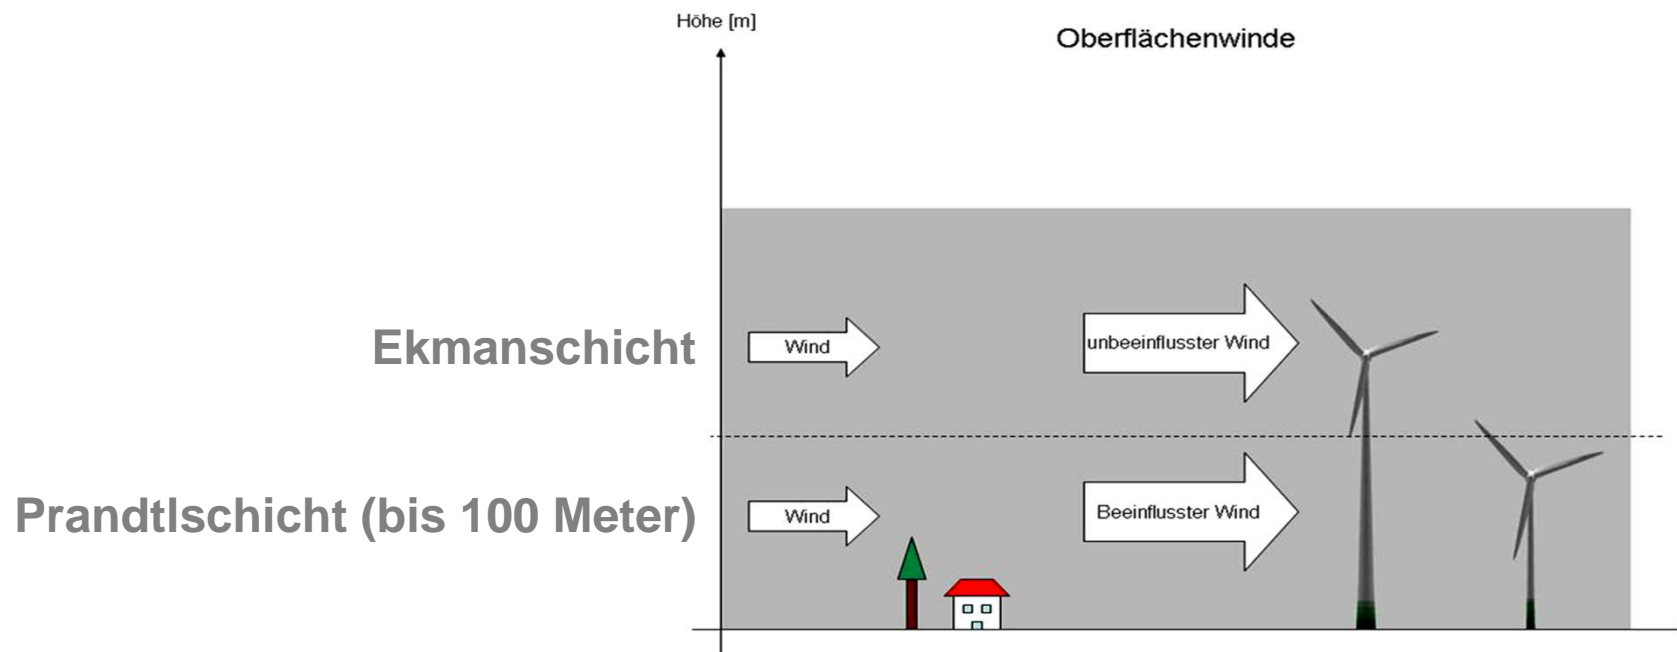 Höhe [m]
Oberflächenwinde
Ekmanschicht
Wind
unbeeinflusster Wind
Prandtlschicht (bis 100 Meter)
Wind
Beeinflusster Wind